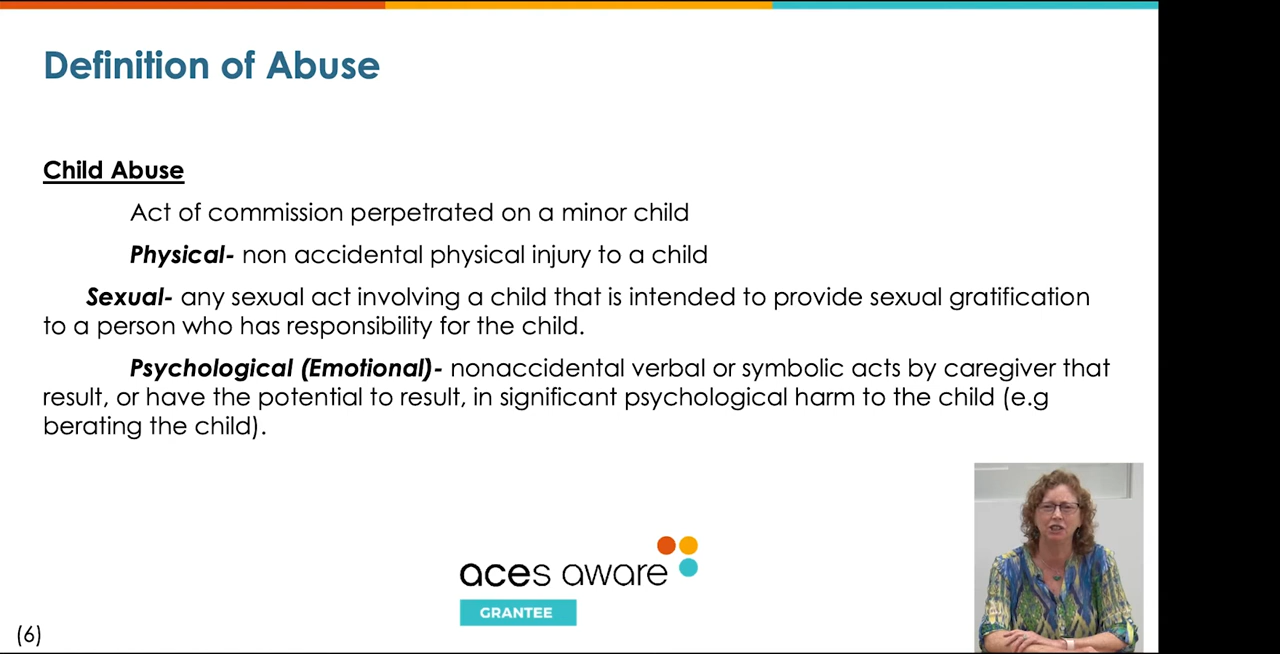 Definition of Abuse
Child Abuse
Act of commission perpetrated on a minor child
Physical- non accidental physical injury to a child
Sexual- any sexual act involving a child that is intended to provide sexual gratification
to a person who has responsibility for the child.
Psychological (Emotional)- nonaccidental verbal or symbolic acts by caregiver that
result, or have the potential to result, in significant psychological harm to the child (e.g
berating the child).
aces aware
GRANTEE
(6)